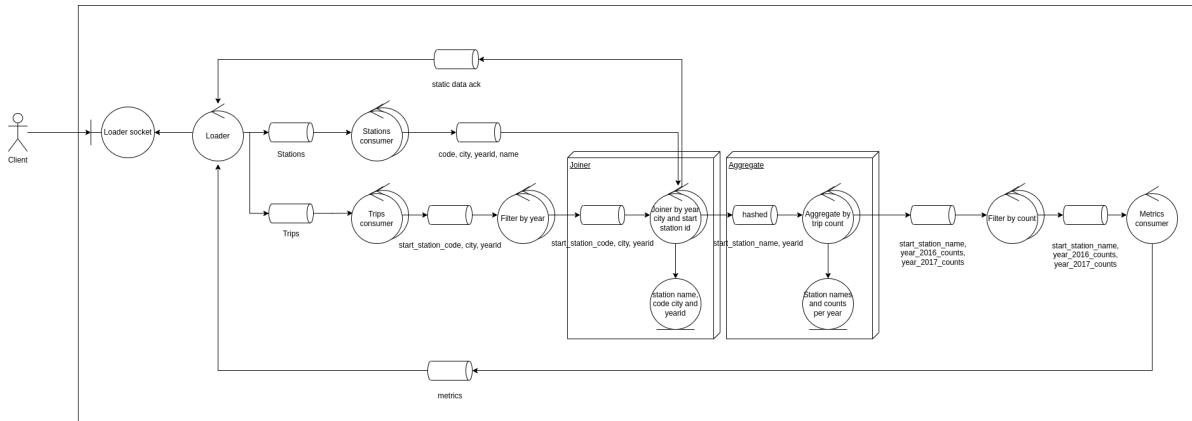 static data ack
Client
Loader socket
Loader
Stations
Stations
consumer
code, city, yearid, name
Trips
Trips
consumer
start_station_code, city, yearid
Filter by year
start_station_code, city, yearid
Joiner
Joiner by year
city and start
station id
station name,
code city and
yearid
hashed
start_station_name, yearid
Aggregate
Aggregate by
trip count
Station names
and counts
per year
start_station_name,
year_2016_counts,
year_2017_counts
Filter by count
start_station_name,
year_2016_counts,
year_2017_counts
Metrics
consumer
metrics